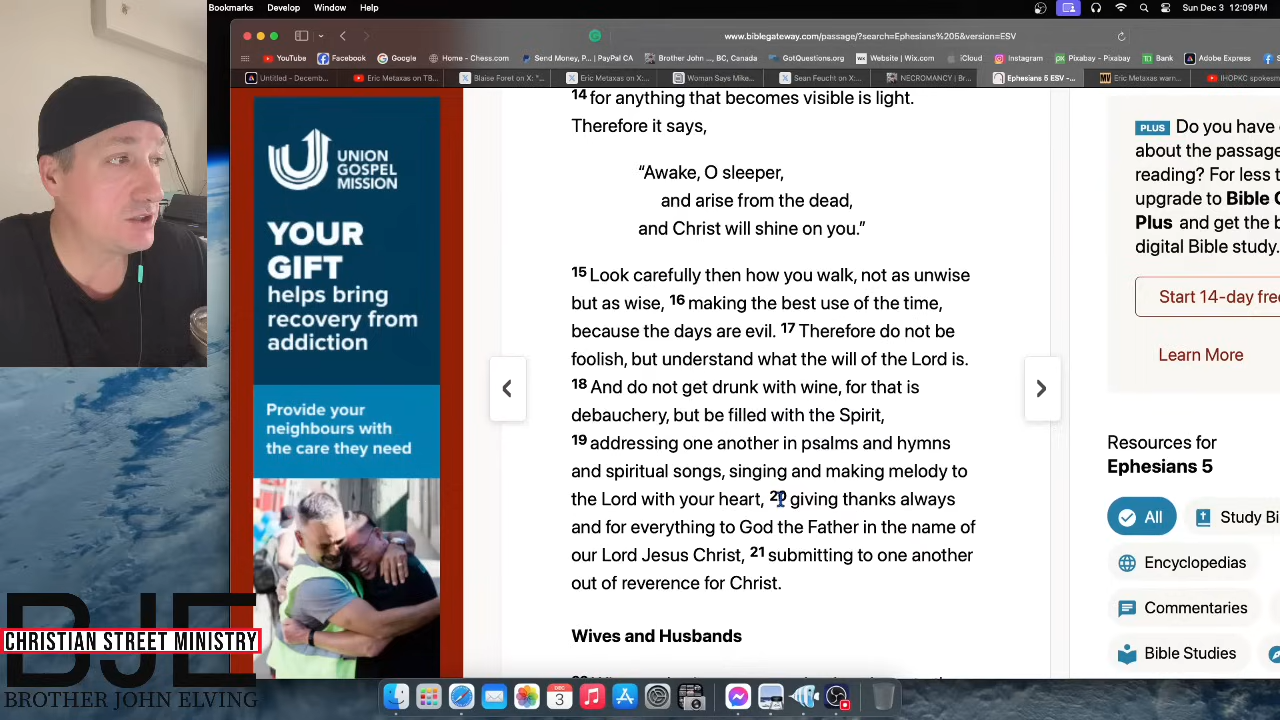 Bookmarks Develop Window Help
Sun Dec 3 12:09 PM
www.biblegateway.com/passage/?search=Ephesians%205&version=ESV
YouTube Facebook Google Home - Chess.com Send Money, P... | PayPal CA Brother John ..., BC, Canada GotQuestions.org Website | Wix.com iCloud Instagram Pixabay - Pixabay TD Bank Adobe Express
Untitled – Decemb... Eric Metaxas on TB... Blaise Foret on X: "... Eric Metaxas on X:... Woman Says Mike... Sean Feucht on X:... NECROMANCY | Br... Ephesians 5 ESV -... Eric Metaxas warn... IHOPKC spokesm
UNION
GOSPEL
MISSION
YOUR
GIFT
helps bring
recovery from
addiction
Provide your
neighbours with
the care they need
14 for anything that becomes visible is light.
Therefore it says,
“Awake, O sleeper,
and arise from the dead,
and Christ will shine on you.”
15 Look carefully then how you walk, not as unwise
but as wise, 16 making the best use of the time,
because the days are evil. 17 Therefore do not be
foolish, but understand what the will of the Lord is.
18 And do not get drunk with wine, for that is
debauchery, but be filled with the Spirit,
19 addressing one another in psalms and hymns
and spiritual songs, singing and making melody to
the Lord with your heart, 20 giving thanks always
and for everything to God the Father in the name of
our Lord Jesus Christ, 21 submitting to one another
out of reverence for Christ.
Wives and Husbands
PLUS Do you have
about the passage
reading? For less t
upgrade to Bible
Plus and get the b
digital Bible study.
Start 14-day fre
Learn More
Resources for
Ephesians 5
All Study Bi
Encyclopedias
Commentaries
Bible Studies
BJE
CHRISTIAN STREET MINISTRY
BROTHER JOHN ELVING
DEC
3